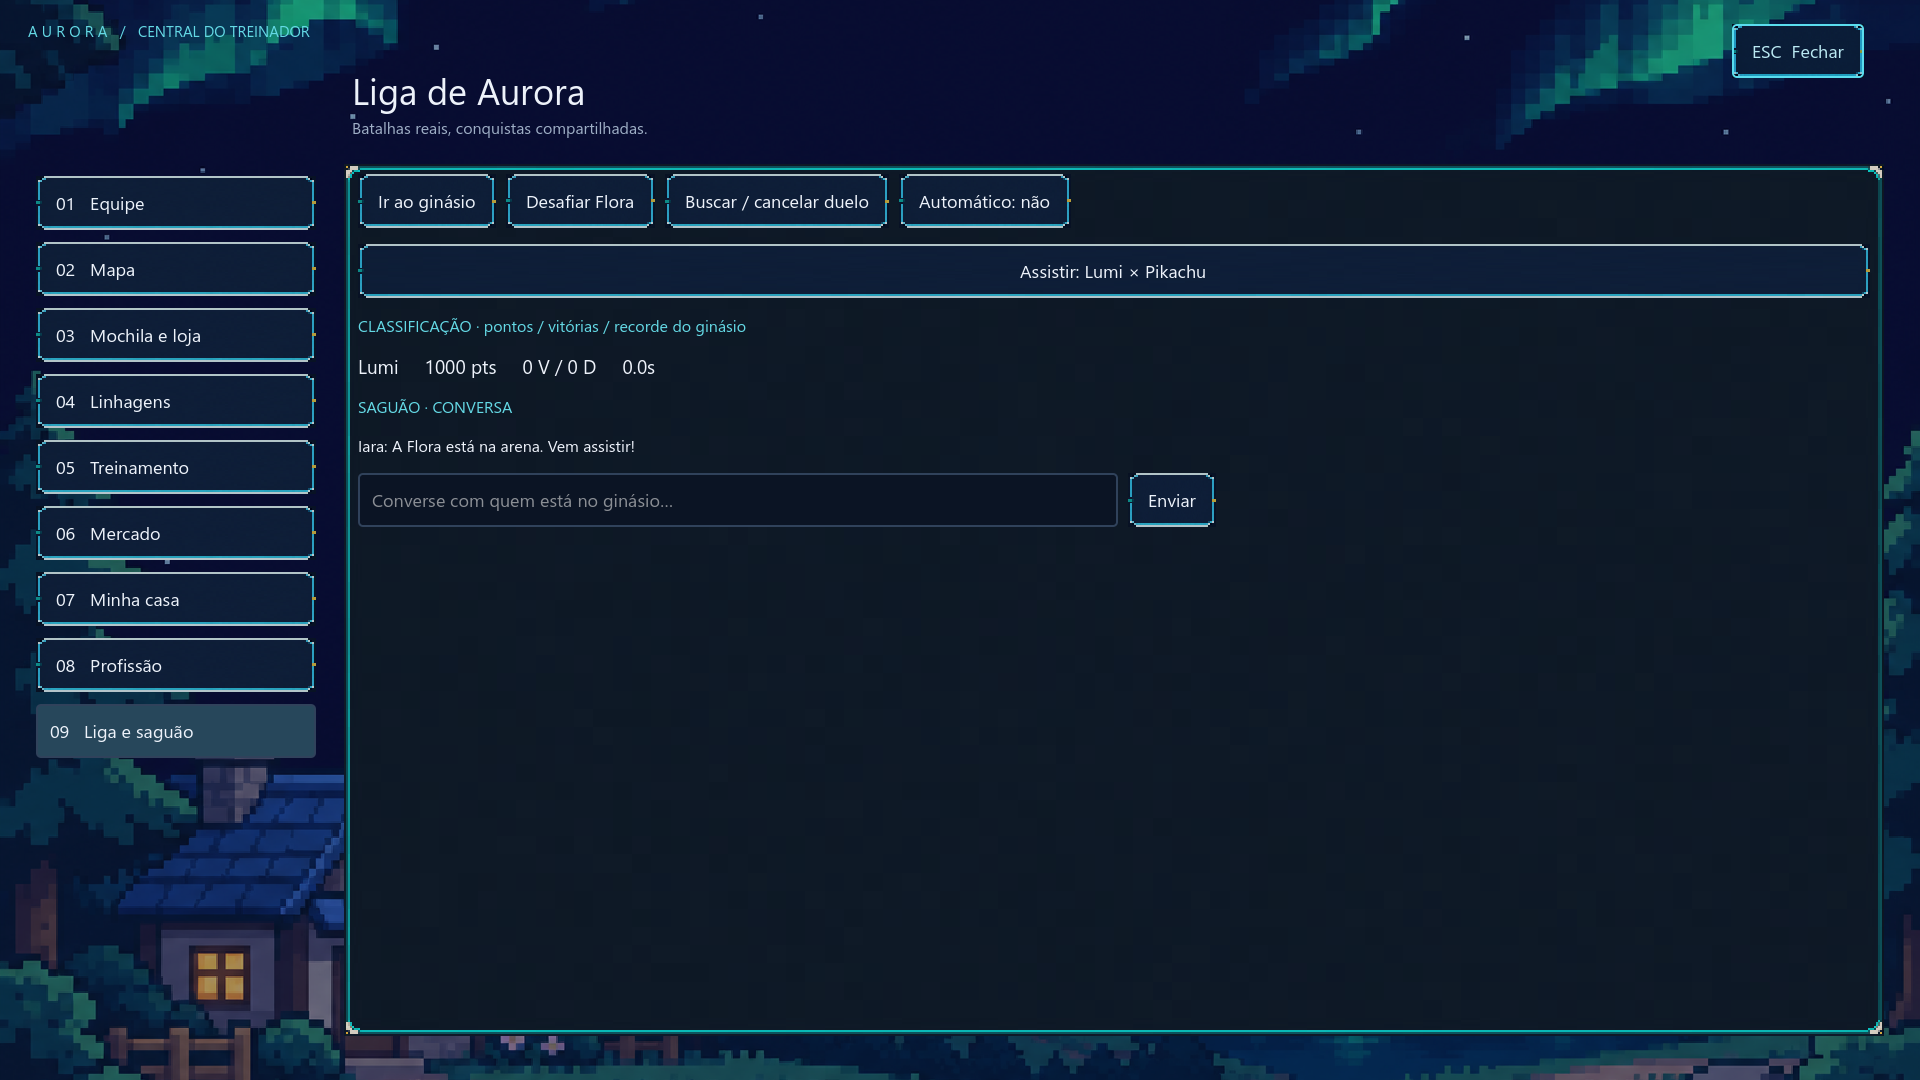 AURORA / CENTRAL DO TREINADOR
ESC Fechar
Liga de Aurora
Batalhas reais, conquistas compartilhadas.
01 Equipe
02 Mapa
03 Mochila e loja
04 Linhagens
05 Treinamento
06 Mercado
07 Minha casa
08 Profissão
09 Liga e saguão
Ir ao ginásio
Desafiar Flora
Buscar / cancelar duelo
Automático: não
Assistir: Lumi × Pikachu
CLASSIFICAÇÃO · pontos / vitórias / recorde do ginásio
Lumi 1000 pts 0 V / 0 D 0.0s
SAGUÃO · CONVERSA
Iara: A Flora está na arena. Vem assistir!
Converse com quem está no ginásio...
Enviar